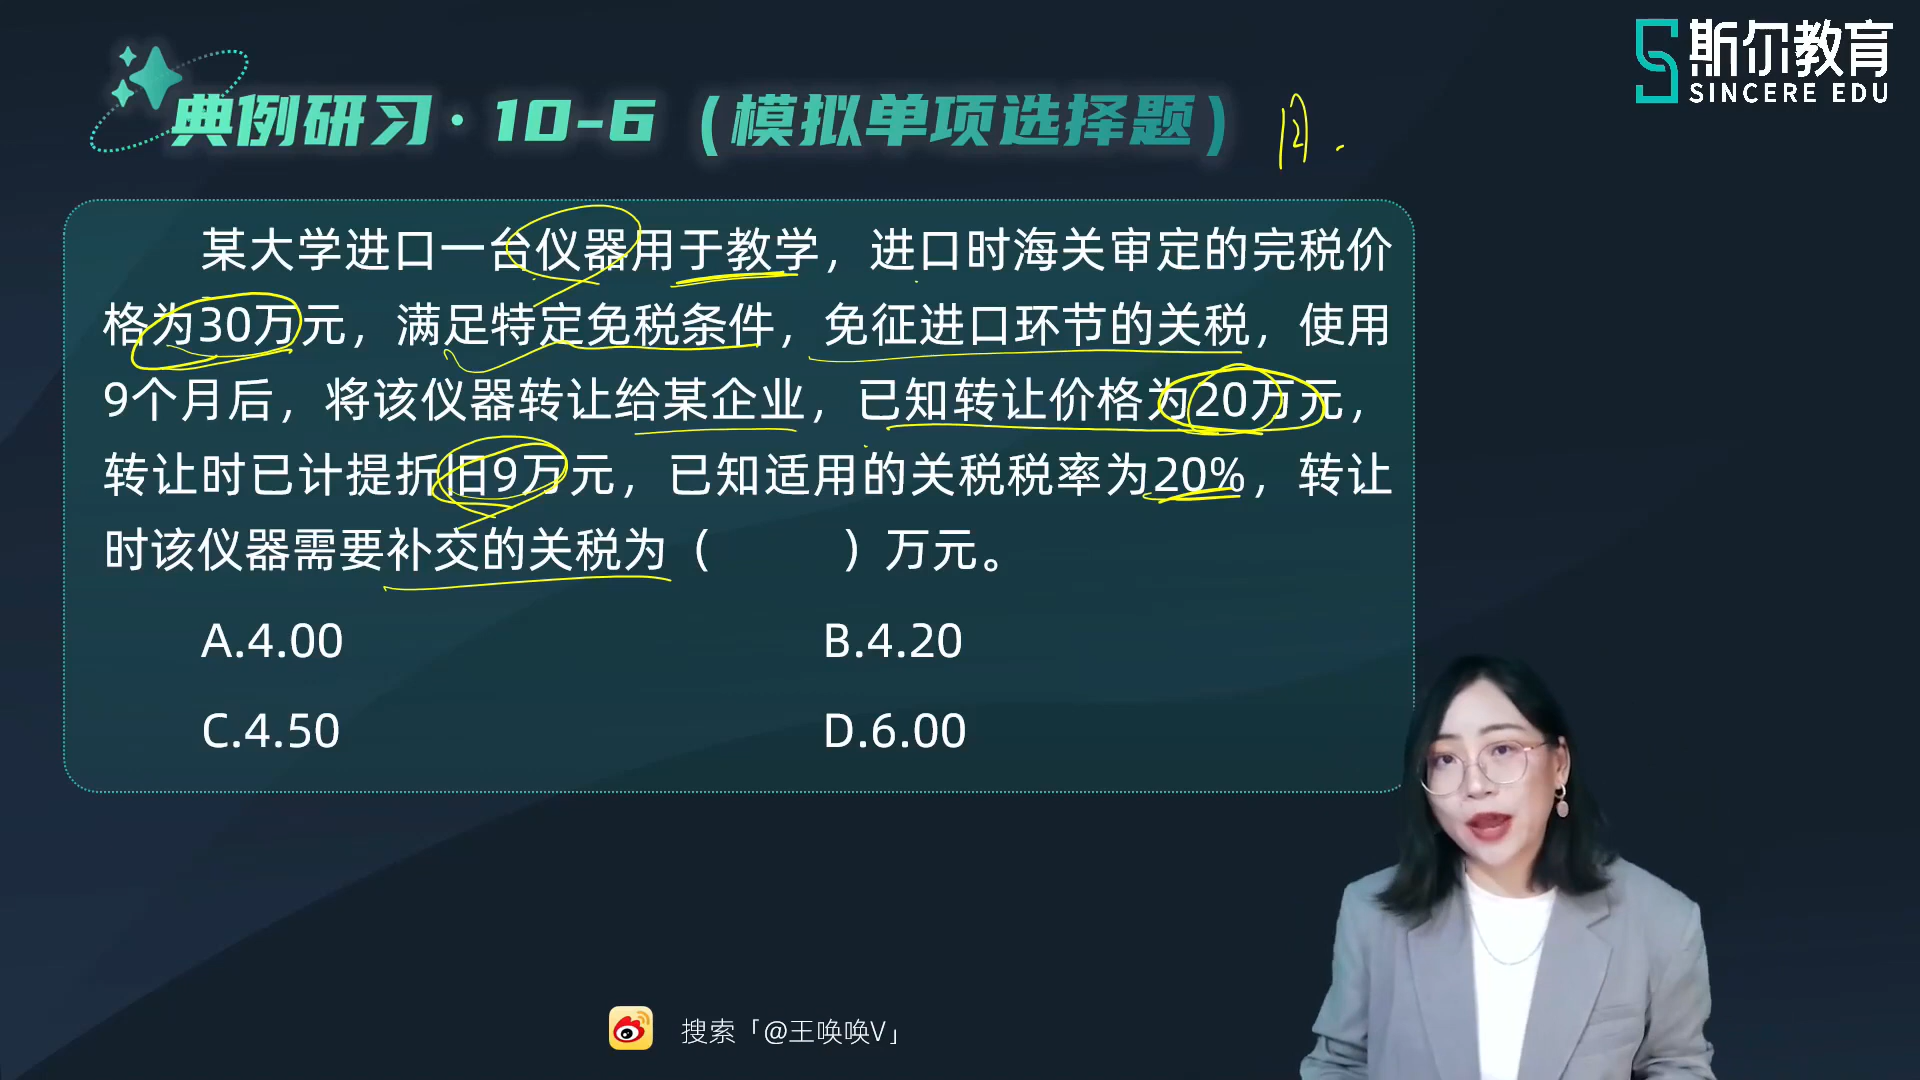 斯尔教育
SINCERE EDU
典例研习·10-6（模拟单项选择题）
某大学进口一台仪器用于教学，进口时海关审定的完税价
格为30万元，满足特定免税条件，免征进口环节的关税，使用
9个月后，将该仪器转让给某企业，已知转让价格为20万元，
转让时已计提折旧9万元，已知适用的关税税率为20%，转让
时该仪器需要补交的关税为（ ）万元。
A.4.00 B.4.20
C.4.50 D.6.00
搜索「@王唤唤V」